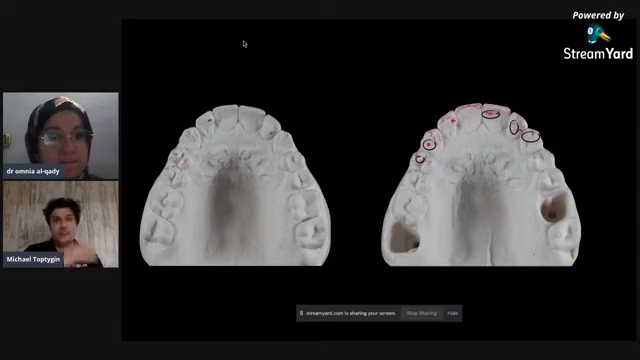 Powered by
StreamYard
dr omnia al-qady
Michael Toptygin
streamyard.com is sharing your screen.
Stop Sharing
Hide